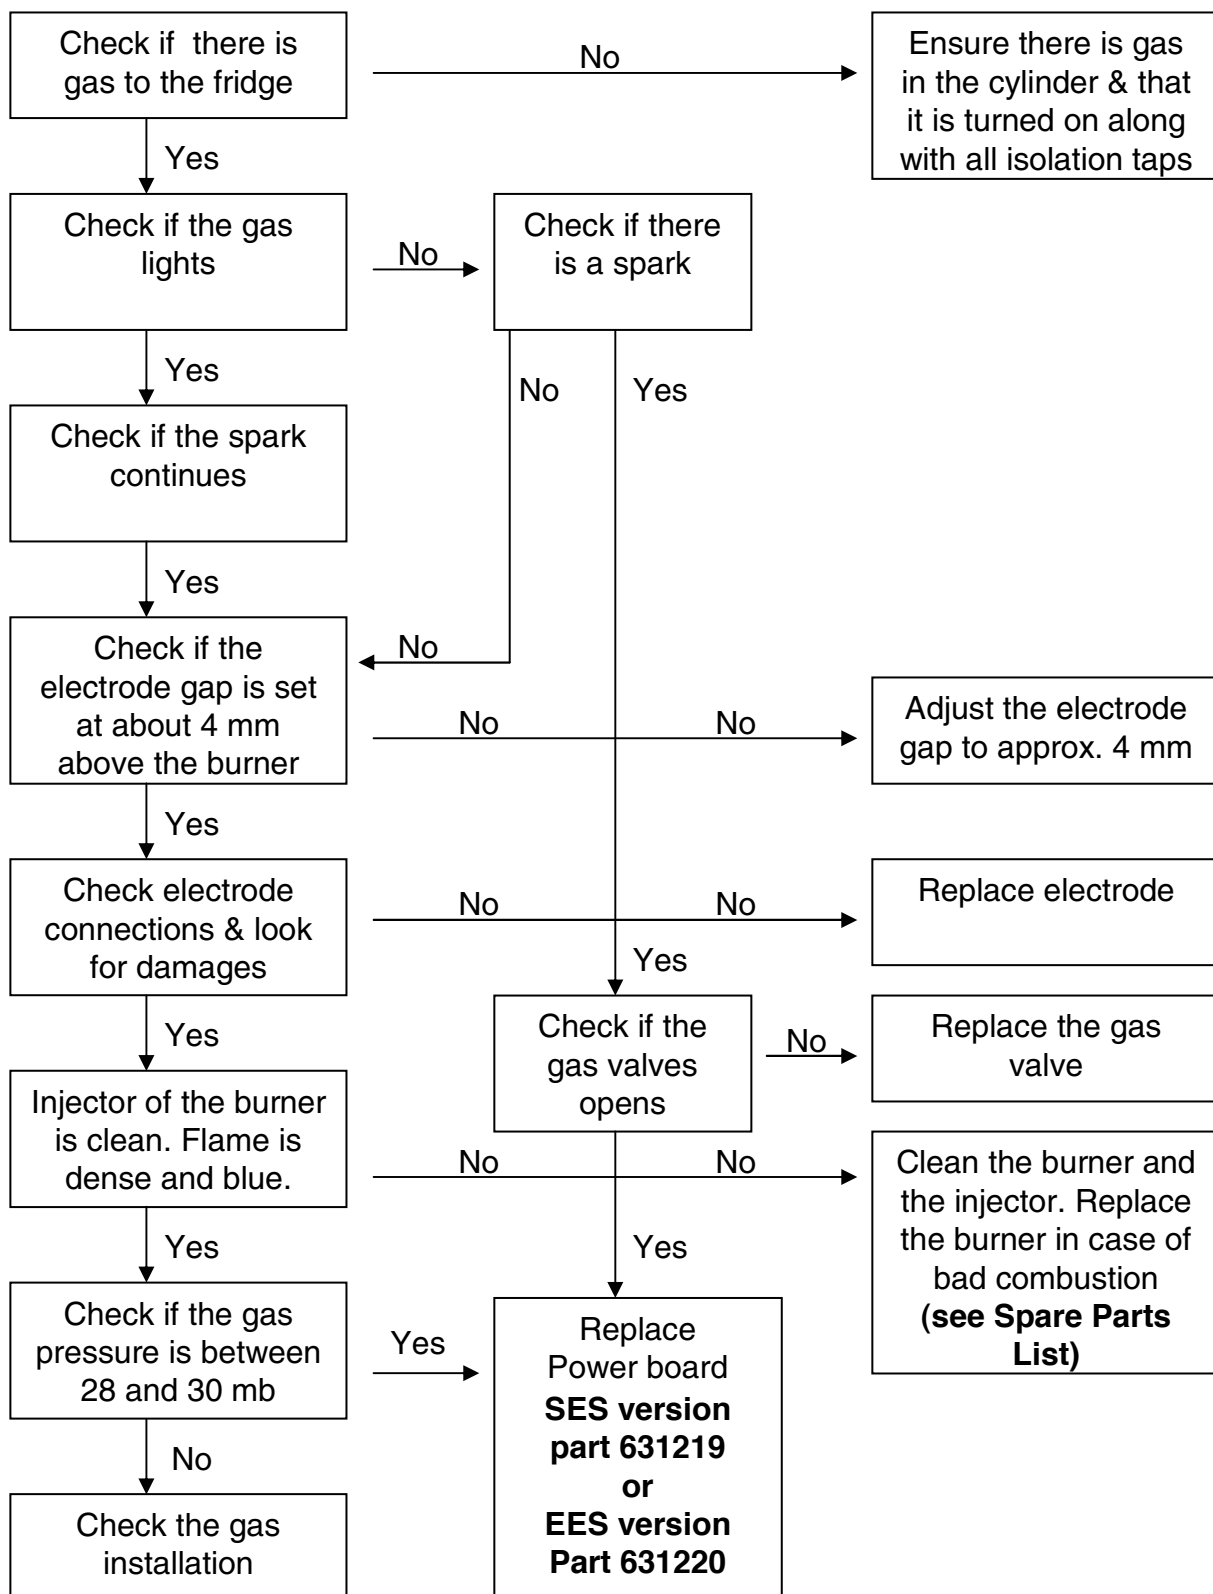 Check if  there is
gas to the fridge
No
Ensure there is gas
in the cylinder & that
it is turned on along
with all isolation taps
Yes
Check if the gas
lights
No
Check if there
is a spark
Yes
No
Yes
Check if the spark
continues
Yes
Check if the
electrode gap is set
at about 4 mm
above the burner
No
No
No
Adjust the electrode
gap to approx. 4 mm
Yes
Check electrode
connections & look
for damages
No
No
Replace electrode
Yes
Yes
Check if the
gas valves
opens
No
Replace the gas
valve
Injector of the burner
is clean. Flame is
dense and blue.
No
No
Clean the burner and
the injector. Replace
the burner in case of
bad combustion
(see Spare Parts
List)
Yes
Yes
Check if the gas
pressure is between
28 and 30 mb
Yes
Replace
Power board
SES version
part 631219
or
EES version
Part 631220
No
Check the gas
installation